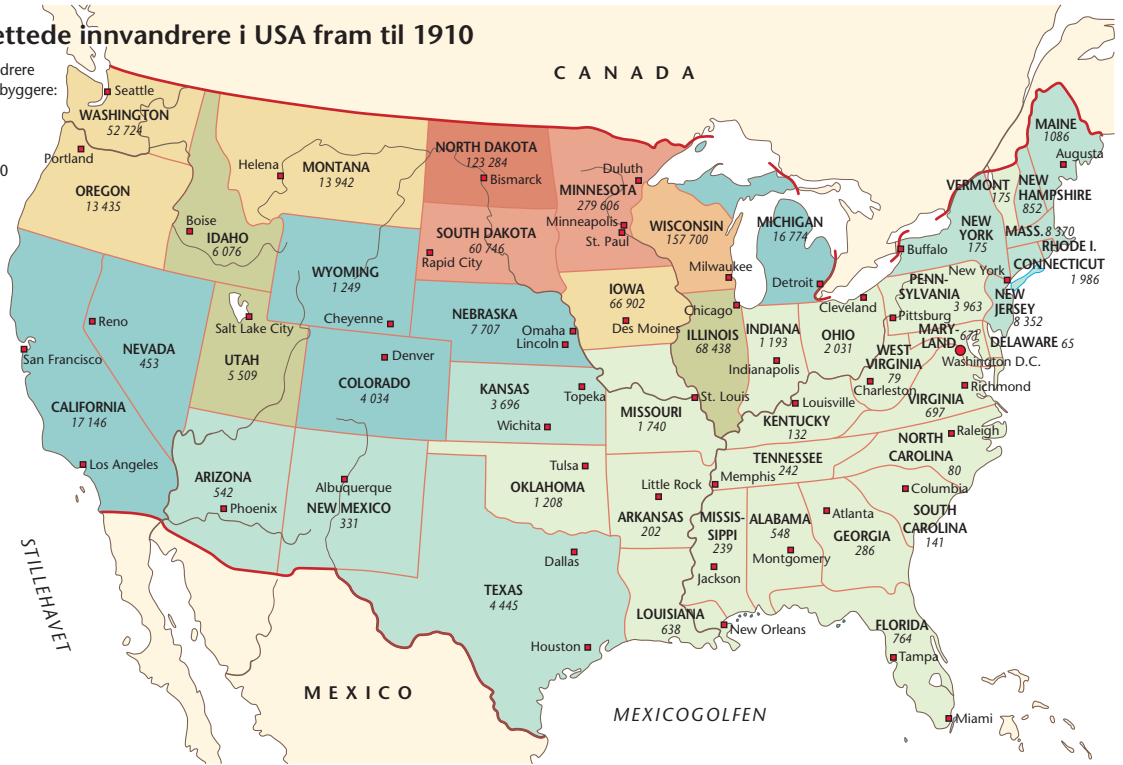 ettede innvandrere i USA fram til 1910
drere
byggere:
0
CANADA
Seattle
WASHINGTON
52 724
Portland
OREGON
13 435
Helena
MONTANA
13 942
Boise
IDAHO
6 076
NORTH DAKOTA
123 284
Bismarck
SOUTH DAKOTA
60 746
Rapid City
Duluth
MINNESOTA
279 606
Minneapolis
St. Paul
WISCONSIN
157 700
Milwaukee
MICHIGAN
16 774
Detroit
MAINE
1086
Augusta
VERMONT
175
NEW
HAMPSHIRE
852
NEW
YORK
175
MASS. 8 370
RHODE I.
CONNECTICUT
1 986
Buffalo
New York
PENN-
SYLVANIA
3 963
Pittsburg
NEW
JERSEY
8 352
WYOMING
1 249
Cheyenne
NEBRASKA
7 707
Omaha
Lincoln
IOWA
66 902
Des Moines
Chicago
ILLINOIS
68 438
INDIANA
1 193
Indianapolis
Cleveland
OHIO
2 031
MARY-
LAND
671
DELAWARE 65
Washington D.C.
WEST
VIRGINIA
79
Charleston
Richmond
VIRGINIA
697
Reno
NEVADA
453
San Francisco
CALIFORNIA
17 146
Los Angeles
Salt Lake City
UTAH
5 509
Denver
COLORADO
4 034
KANSAS
3 696
Topeka
Wichita
MISSOURI
1 740
St. Louis
Louisville
KENTUCKY
132
TENNESSEE
242
Memphis
NORTH
CAROLINA
80
Raleigh
Columbia
SOUTH
CAROLINA
141
ARIZONA
542
Phoenix
Albuquerque
NEW MEXICO
331
Tulsa
OKLAHOMA
1 208
Little Rock
ARKANSAS
202
MISSIS-
SIPPI
239
Jackson
ALABAMA
548
Montgomery
Atlanta
GEORGIA
286
Dallas
TEXAS
4 445
Houston
LOUISIANA
638
New Orleans
FLORIDA
764
Tampa
Miami
STILLEHAVET
MEXICO
MEXICOGOLFEN